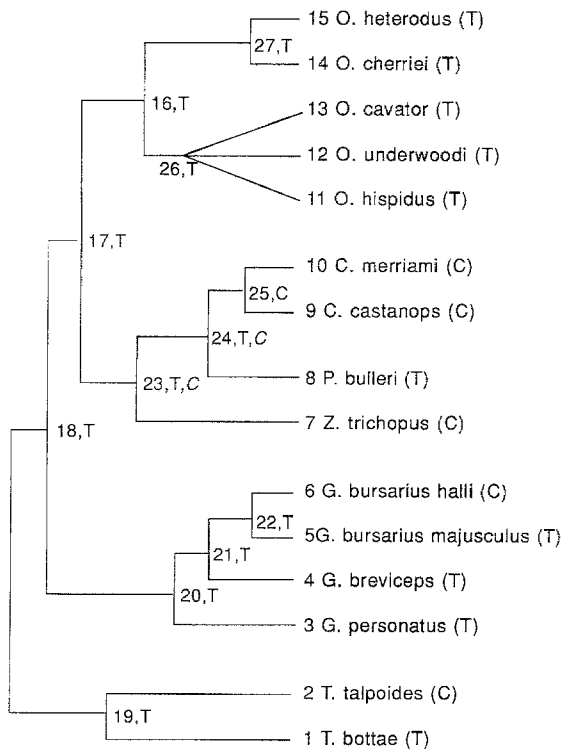 15 O. heterodus (T)
27,T
14 O. cherriei (T)
16,T
13 O. cavator (T)
12 O. underwoodi (T)
26,T
11 O. hispidus (T)
17,T
10 C. merriami (C)
25,C
9 C. castanops (C)
24,T,C
8 P. bulleri (T)
23,T,C
7 Z. trichopus (C)
18,T
6 G. bursarius halli (C)
22,T
5G. bursarius majusculus (T)
21,T
4 G. breviceps (T)
20,T
3 G. personatus (T)
2 T. talpoides (C)
19,T
1 T. bottae (T)